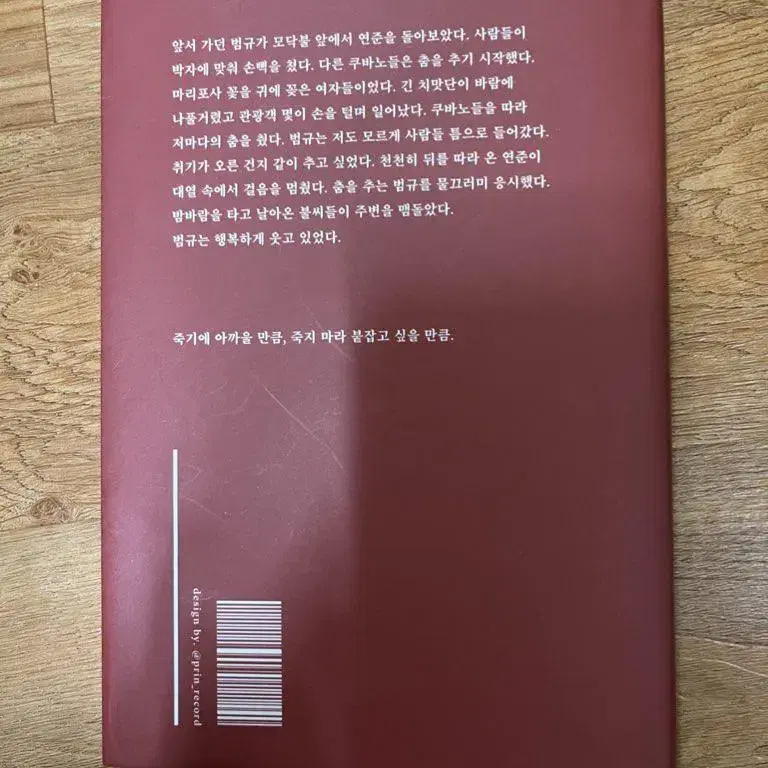 앞서 가던 범규가 모닥불 앞에서 연준을 돌아보았다. 사람들이
박자에 맞춰 손뼉을 쳤다. 다른 쿠바노들은 춤을 추기 시작했다.
마리포사 꽃을 귀에 꽂은 여자들이었다. 긴 치맛단이 바람에
나풀거렸고 관광객 몇이 손을 털며 일어났다. 쿠바노들을 따라
저마다의 춤을 췄다. 범규는 저도 모르게 사람들 틈으로 들어갔다.
취기가 오른 건지 같이 추고 싶었다. 천천히 뒤를 따라 온 연준이
대열 속에서 걸음을 멈췄다. 춤을 추는 범규를 물끄러미 응시했다.
밤바람을 타고 날아온 불씨들이 주변을 맴돌았다.
범규는 행복하게 웃고 있었다.
죽기에 아까울 만큼, 죽지 마라 붙잡고 싶을 만큼.
design by. @prin_record